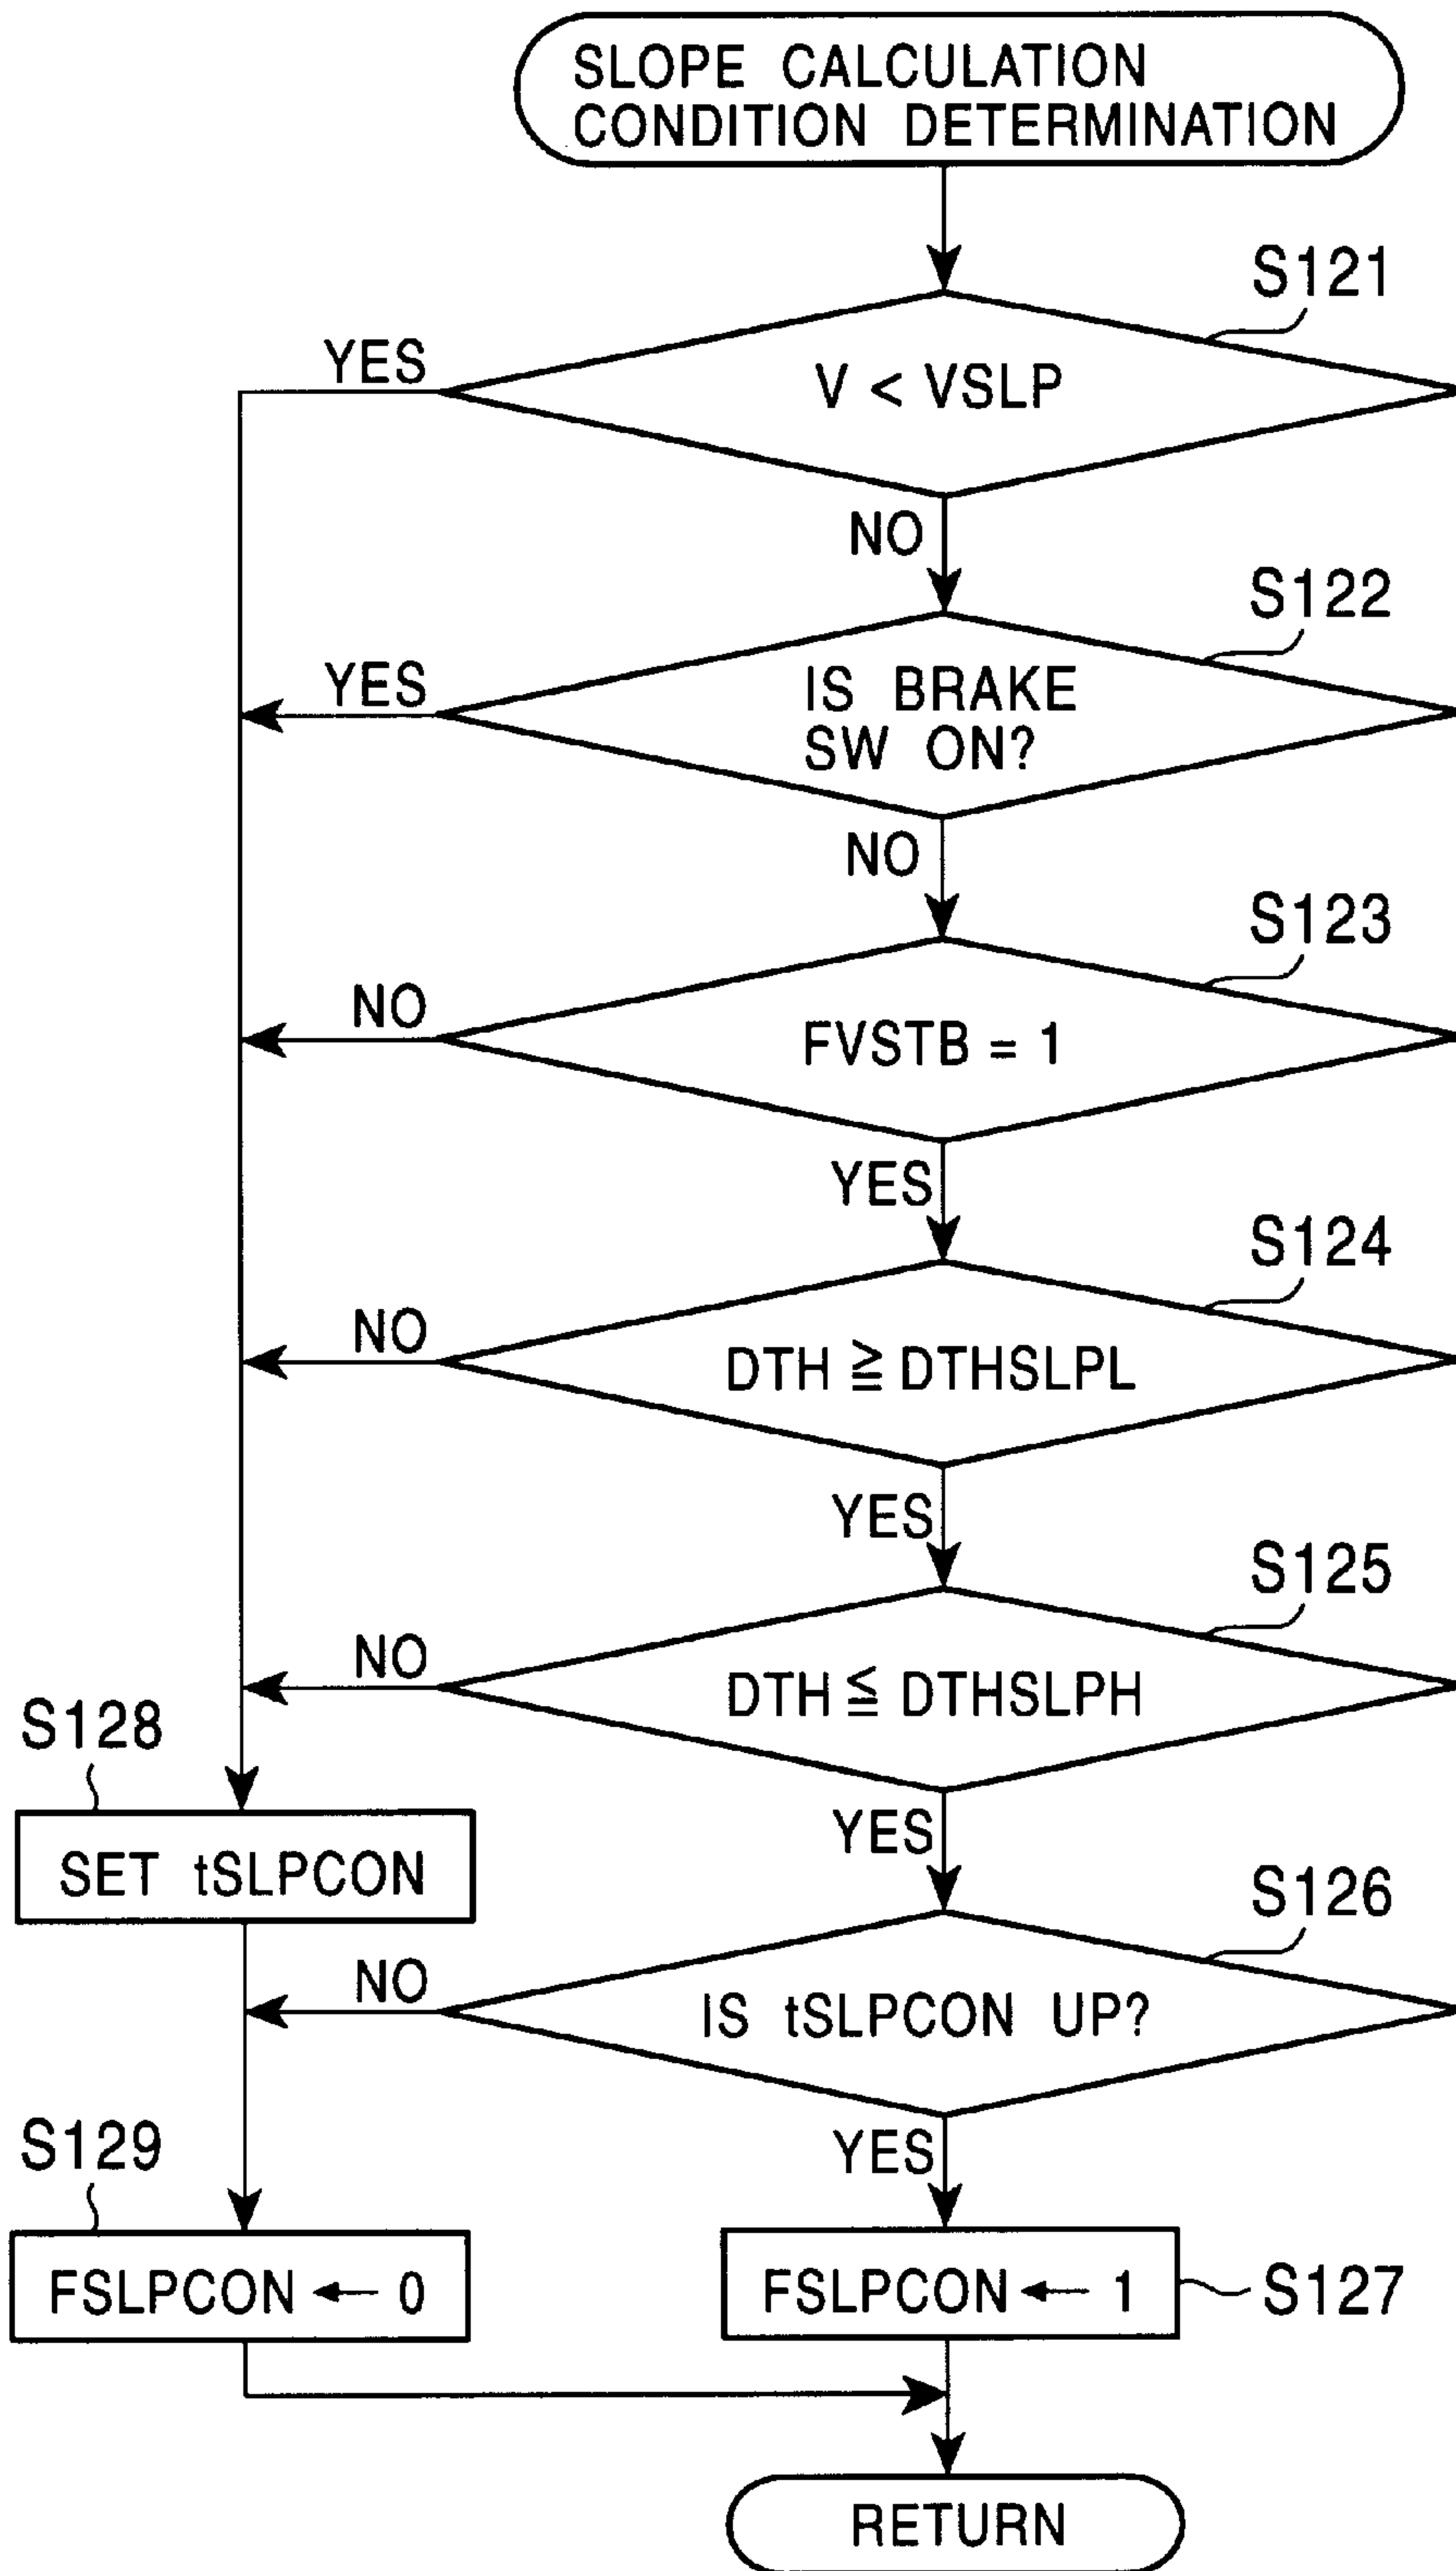 SLOPE CALCULATION
CONDITION DETERMINATION
S121
YES
V < VSLP
NO
S122
YES
IS BRAKE
SW ON?
NO
S123
NO
FVSTB = 1
YES
S124
NO
DTH ≧ DTHSLPL
YES
S125
NO
DTH ≦ DTHSLPH
S128
YES
SET tSLPCON
S126
NO
IS tSLPCON UP?
S129
YES
FSLPCON ← 0
FSLPCON ← 1
S127
RETURN